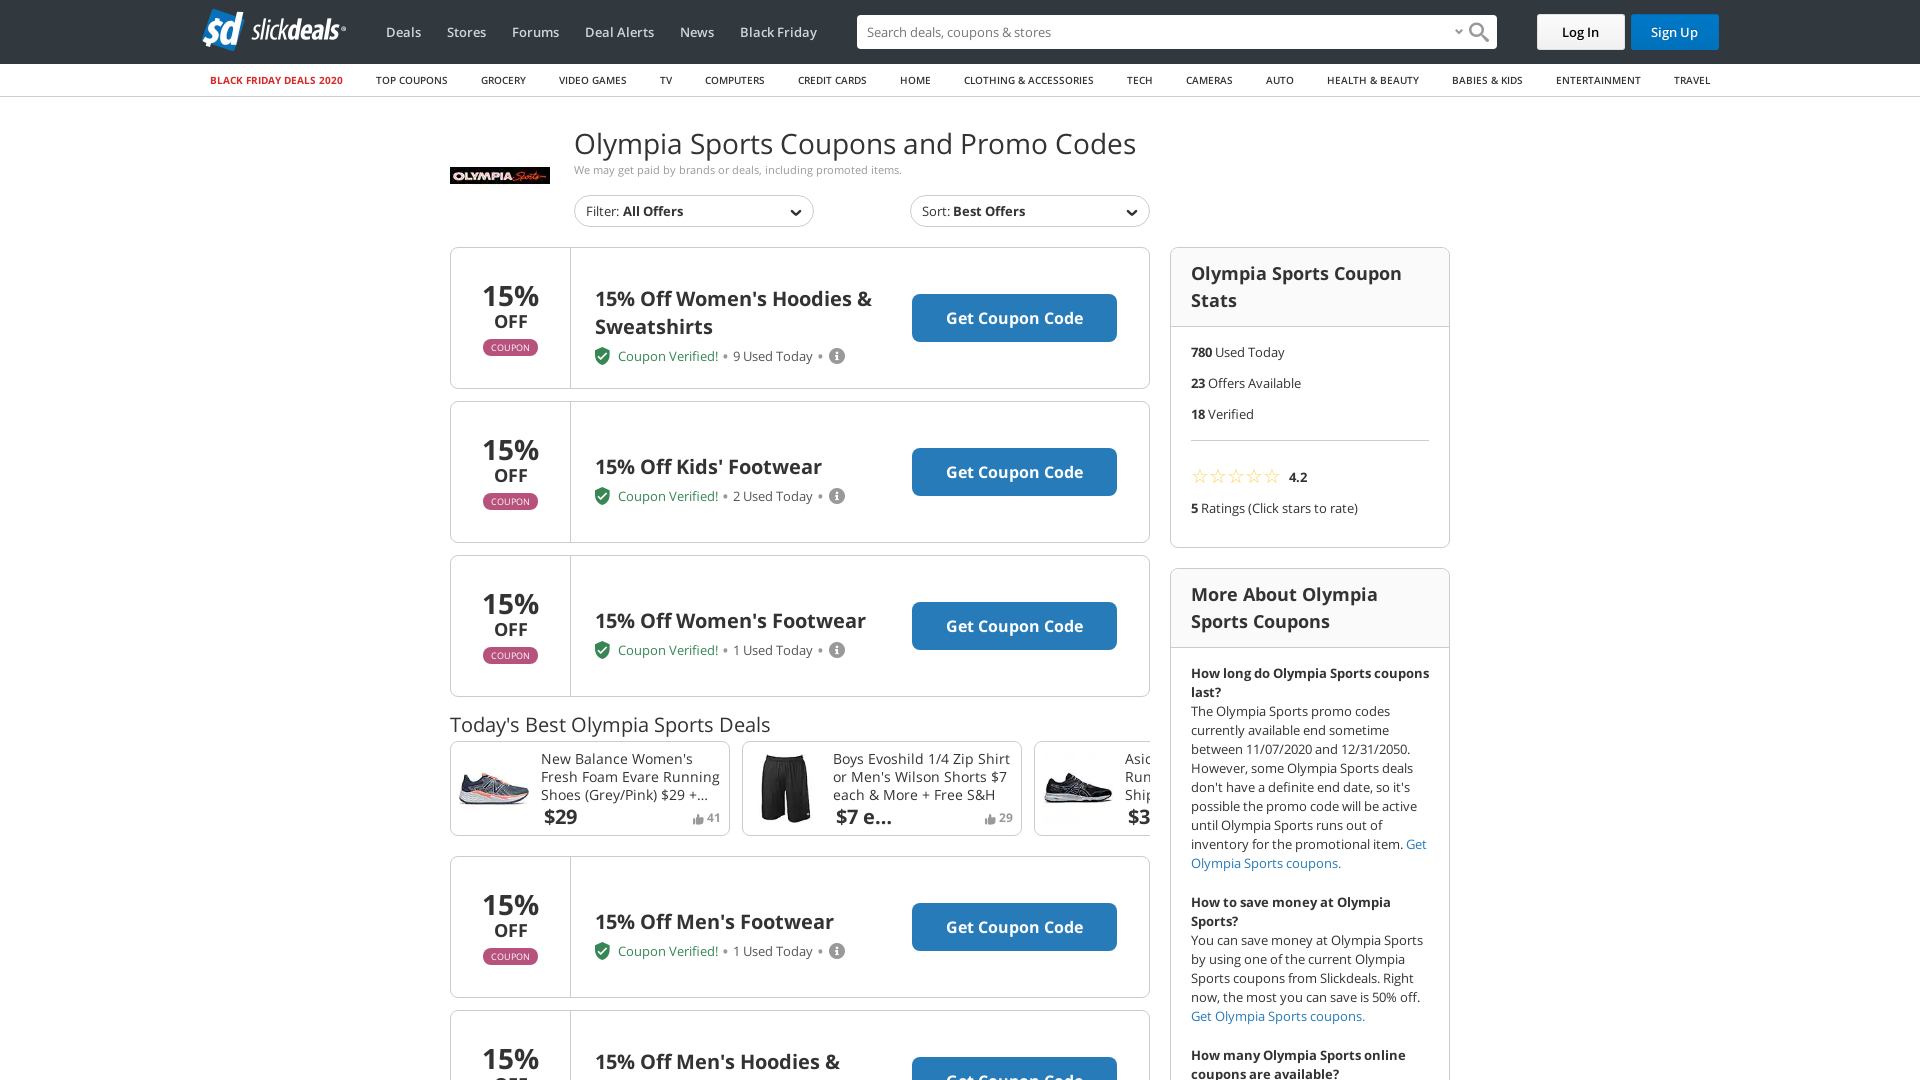 sd slickdeals
Deals Stores Forums Deal Alerts News Black Friday
Search deals, coupons & stores
Log In
Sign Up
BLACK FRIDAY DEALS 2020 TOP COUPONS GROCERY VIDEO GAMES TV COMPUTERS CREDIT CARDS HOME CLOTHING & ACCESSORIES TECH CAMERAS AUTO HEALTH & BEAUTY BABIES & KIDS ENTERTAINMENT TRAVEL
OLYMPIA Sports
Olympia Sports Coupons and Promo Codes
We may get paid by brands or deals, including promoted items.
Filter: All Offers
Sort: Best Offers
15%
OFF
COUPON
15% Off Women's Hoodies &
Sweatshirts
Coupon Verified! • 9 Used Today •
Get Coupon Code
15%
OFF
COUPON
15% Off Kids' Footwear
Coupon Verified! • 2 Used Today •
Get Coupon Code
15%
OFF
COUPON
15% Off Women's Footwear
Coupon Verified! • 1 Used Today •
Get Coupon Code
Today's Best Olympia Sports Deals
New Balance Women's
Fresh Foam Evare Running
Shoes (Grey/Pink) $29 +...
$29
41
Boys Evoshild 1/4 Zip Shirt
or Men's Wilson Shorts $7
each & More + Free S&H
$7 e...
29
Asic
Run
Ship
$3
15%
OFF
COUPON
15% Off Men's Footwear
Coupon Verified! • 1 Used Today •
Get Coupon Code
15%
OFF
15% Off Men's Hoodies &
Get Coupon Code
Olympia Sports Coupon
Stats
780 Used Today
23 Offers Available
18 Verified
4.2
5 Ratings (Click stars to rate)
More About Olympia
Sports Coupons
How long do Olympia Sports coupons
last?
The Olympia Sports promo codes
currently available end sometime
between 11/07/2020 and 12/31/2050.
However, some Olympia Sports deals
don't have a definite end date, so it's
possible the promo code will be active
until Olympia Sports runs out of
inventory for the promotional item. Get
Olympia Sports coupons.
How to save money at Olympia
Sports?
You can save money at Olympia Sports
by using one of the current Olympia
Sports coupons from Slickdeals. Right
now, the most you can save is 50% off.
Get Olympia Sports coupons.
How many Olympia Sports online
coupons are available?